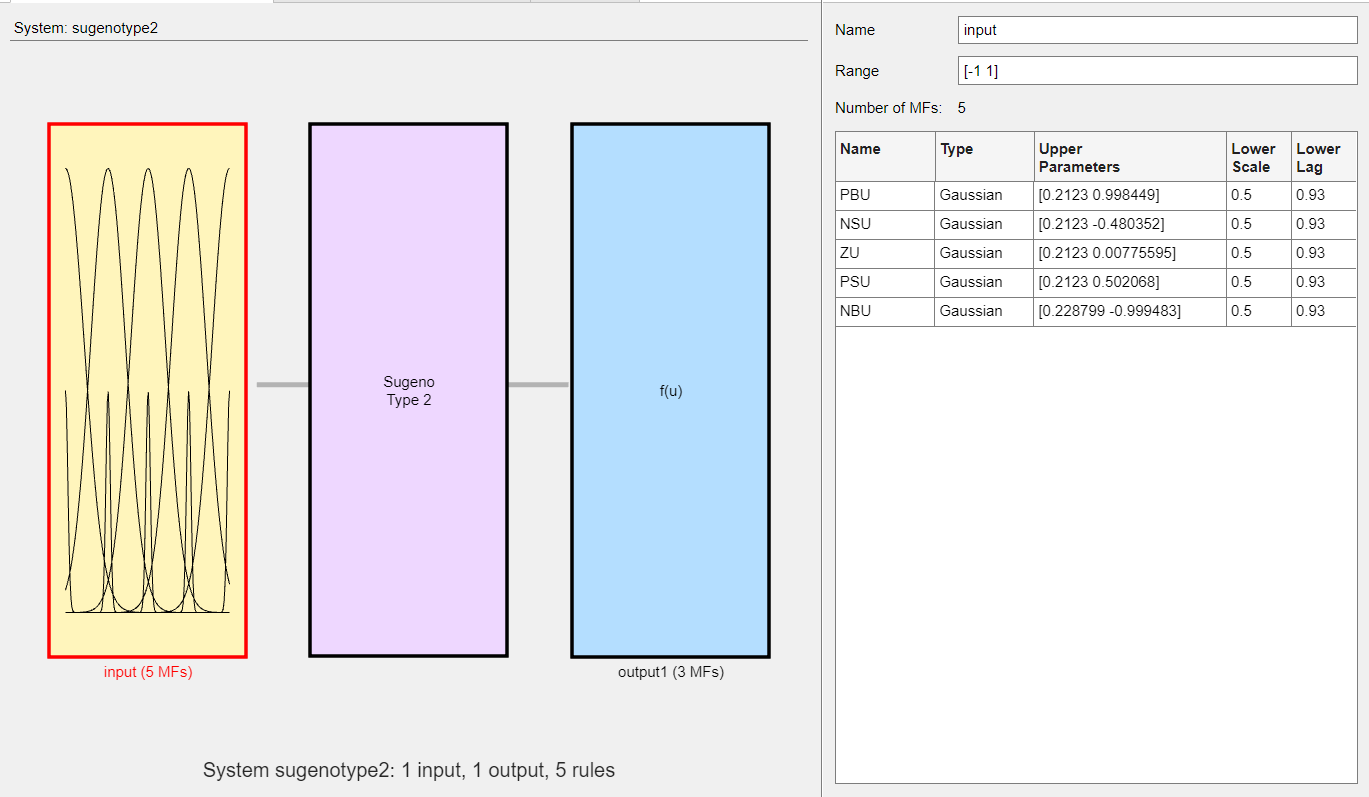 System: sugenotype2
Sugeno
Type 2
f(u)
input (5 MFs)
output1 (3 MFs)
System sugenotype2: 1 input, 1 output, 5 rules
Name input
Range [-1 1]
Number of MFs: 5
Name Type Upper Parameters Lower Scale Lower Lag
PBU Gaussian [0.2123 0.998449] 0.5 0.93
NSU Gaussian [0.2123 -0.480352] 0.5 0.93
ZU Gaussian [0.2123 0.00775595] 0.5 0.93
PSU Gaussian [0.2123 0.502068] 0.5 0.93
NBU Gaussian [0.228799 -0.999483] 0.5 0.93